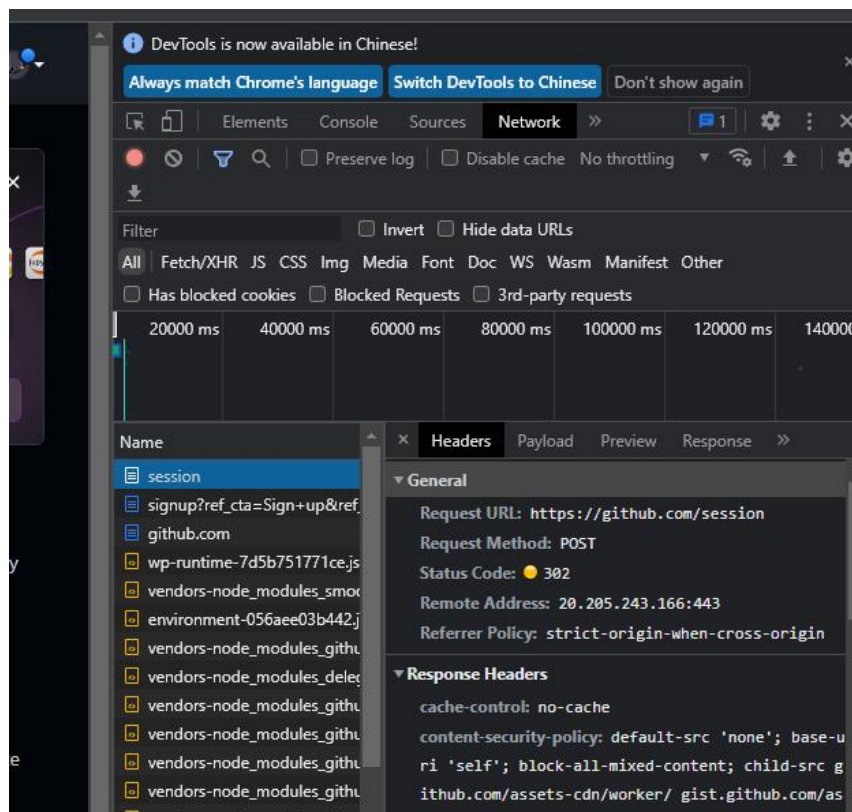 DevTools is now available in Chinese!
Always match Chrome's language Switch DevTools to Chinese Don't show again
Elements Console Sources Network » 1
Preserve log Disable cache No throttling
Filter Invert Hide data URLs
All Fetch/XHR JS CSS Img Media Font Doc WS Wasm Manifest Other
Has blocked cookies Blocked Requests 3rd-party requests
20000 ms 40000 ms 60000 ms 80000 ms 100000 ms 120000 ms 140000
Name
session
signup?ref_cta=Sign+up&ref_
github.com
wp-runtime-7d5b751771ce.js
vendors-node_modules_smoo
environment-056aee03b442.j
vendors-node_modules_githu
vendors-node_modules_deleg
vendors-node_modules_githu
vendors-node_modules_githu
vendors-node_modules_githu
vendors-node_modules_githu
× Headers Payload Preview Response »
General
Request URL: https://github.com/session
Request Method: POST
Status Code: 302
Remote Address: 20.205.243.166:443
Referrer Policy: strict-origin-when-cross-origin
Response Headers
cache-control: no-cache
content-security-policy: default-src 'none'; base-u
ri 'self'; block-all-mixed-content; child-src g
ithub.com/assets-cdn/worker/ gist.github.com/as